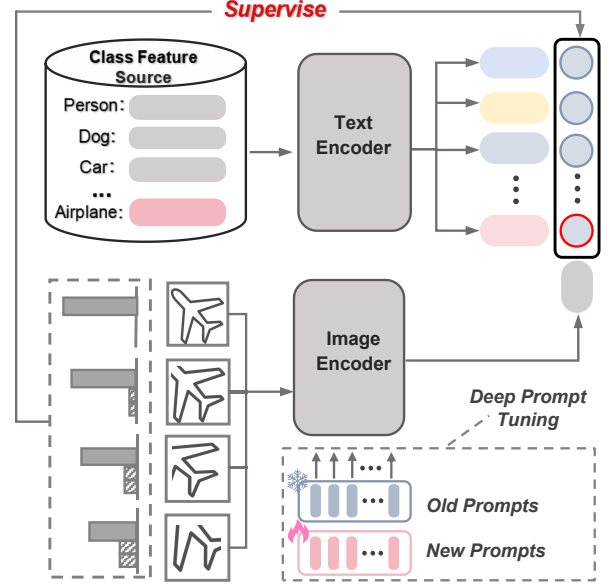 Supervise
Class Feature
Source
Person:
Dog:
Car:
...
Airplane:
Text
Encoder
Image
Encoder
Deep Prompt
Tuning
Old Prompts
New Prompts